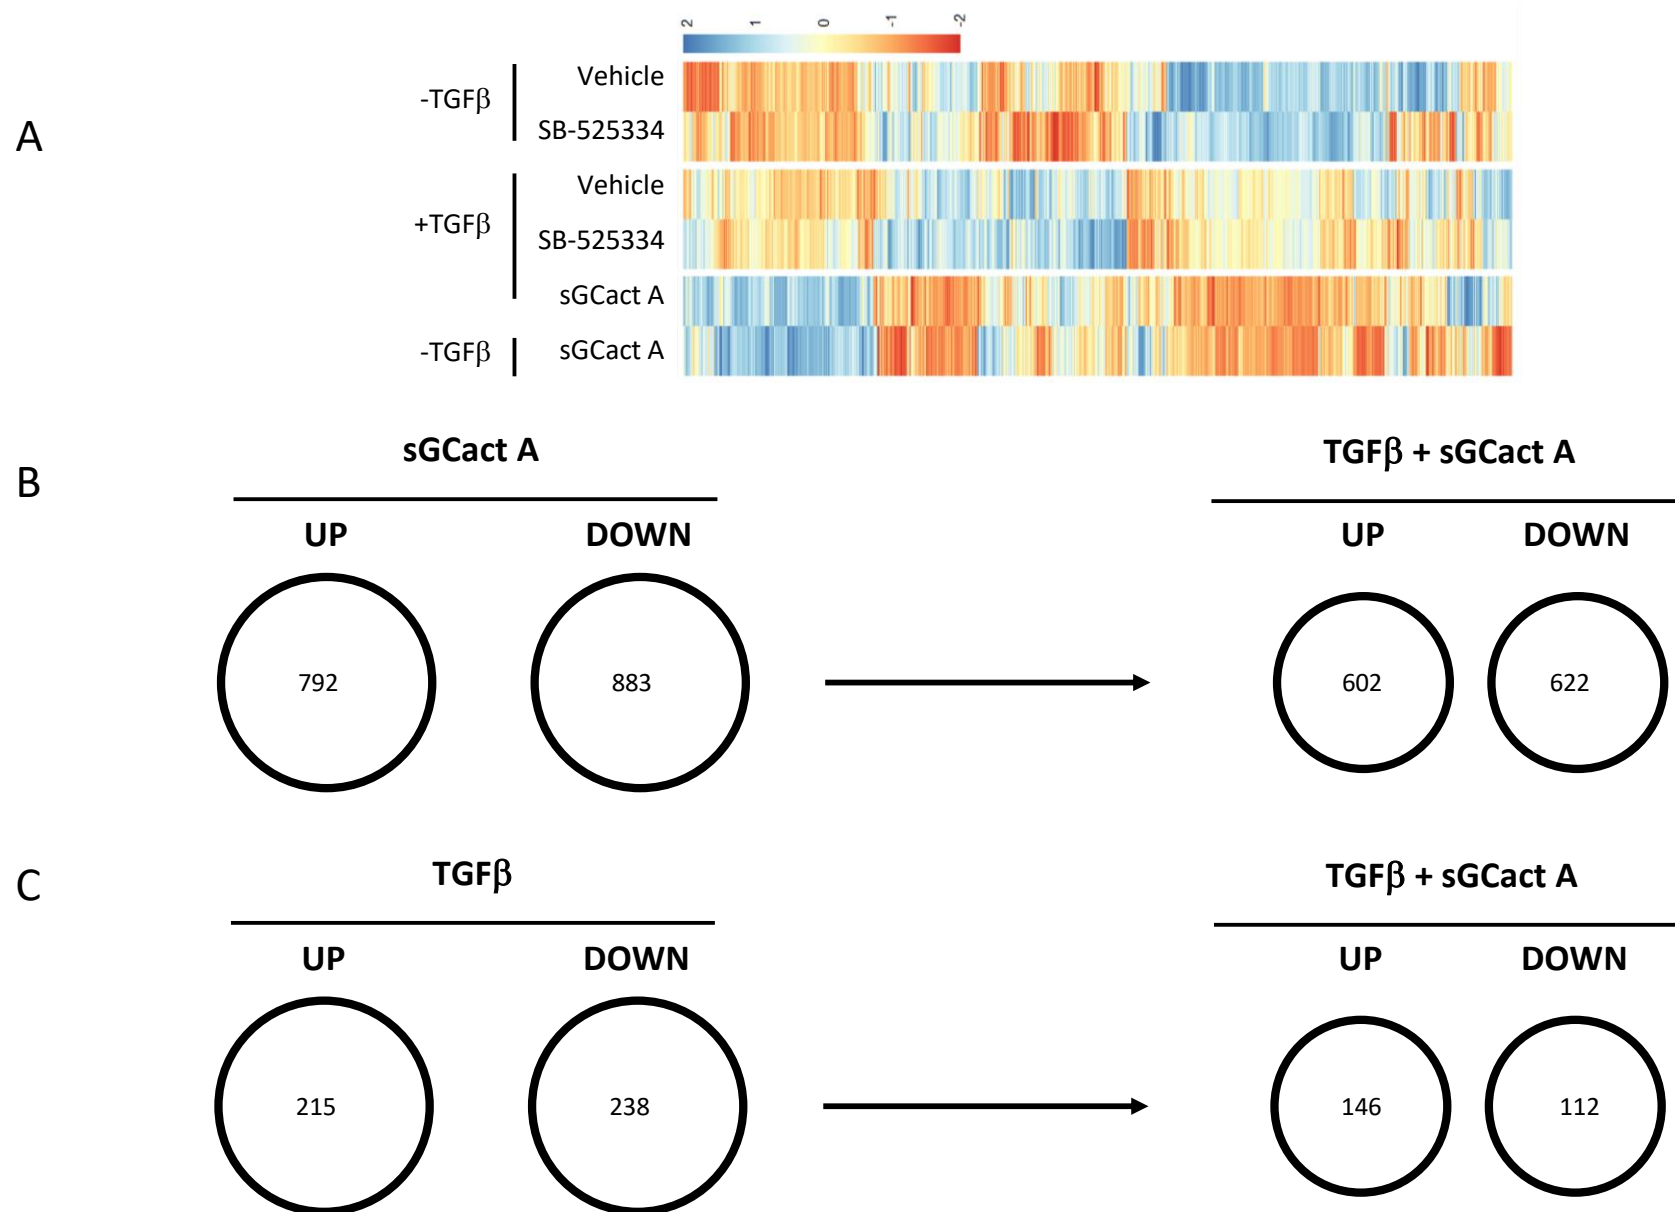 2 1 0 -1 -2
A
-TGFβ
Vehicle
SB-525334
+TGFβ
Vehicle
SB-525334
sGCact A
-TGFβ
sGCact A
B
sGCact A
TGFβ + sGCact A
UP DOWN
UP DOWN
792 883
602 622
C
TGFβ
TGFβ + sGCact A
UP DOWN
UP DOWN
215 238
146 112